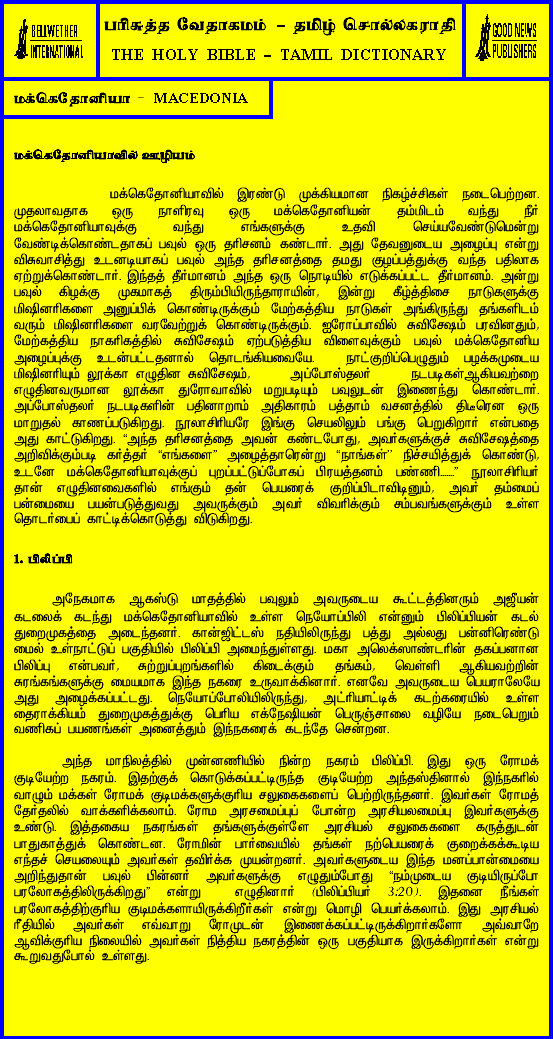 BELLWETHER
INTERNATIONAL
பரிசுத்த வேதாகமம் – தமிழ் சொல்லகராதி
THE HOLY BIBLE – TAMIL DICTIONARY
GOOD NEWS
PUBLISHERS
மக்கெதோனியா - MACEDONIA
மக்கெதோனியாவில் ஊழியம்
மக்கெதோனியாவில் இரண்டு முக்கியமான நிகழ்ச்சிகள் நடைபெற்றன.
முதலாவதாக ஒரு நாளிரவு ஒரு மக்கெதோனியன் தம்மிடம் வந்து நீர்
மக்கெதோனியாவுக்கு வந்து எங்களுக்கு உதவி செய்யவேண்டுமென்று
வேண்டிக்கொண்டதாகப் பவுல் ஒரு தரிசனம் கண்டார். அது தேவனுடைய அழைப்பு என்று
விசுவாசித்து உடனடியாகப் பவுல் அந்த தரிசனத்தை தமது குழப்பத்துக்கு வந்த பதிலாக
ஏற்றுக்கொண்டார். இந்தத் தீர்மானம் அந்த ஒரு நொடியில் எடுக்கப்பட்ட தீர்மானம். அன்று
பவுல் கிழக்கு முகமாகத் திரும்பியிருந்தாராயின், இன்று கீழ்த்திசை நாடுகளுக்கு
மிஷினரிகளை அனுப்பிக் கொண்டிருக்கும் மேற்கத்திய நாடுகள் அங்கிருந்து தங்களிடம்
வரும் மிஷினரிகளை வரவேற்றுக் கொண்டிருக்கும். ஐரோப்பாவில் சுவிசேஷம் பரவினதும்,
மேற்கத்திய நாகரிகத்தில் சுவிசேஷம் ஏற்படுத்திய விளைவுக்கும் பவுல் மக்கெதோனிய
அழைப்புக்கு உடன்பட்டதனால் தொடங்கியவையே. நாட்குறிப்பெழுதும் பழக்கமுடைய
மிஷினரியும் லூக்கா எழுதின சுவிசேஷம், அப்போஸ்தலர் நடபடிகள்ஆகியவற்றை
எழுதினவருமான லூக்கா துரோவாவில் மறுபடியும் பவுலுடன் இணைந்து கொண்டார்.
அப்போஸ்தலர் நடபடிகளின் பதினாறாம் அதிகாரம் பத்தாம் வசனத்தில் திடீரென ஒரு
மாறுதல் காணப்படுகிறது. நூலாசிரியரே இங்கு செயலிலும் பங்கு பெறுகிறார் என்பதை
அது காட்டுகிறது. “அந்த தரிசனத்தை அவன் கண்டபோது, அவர்களுக்குச் சுவிசேஷத்தை
அறிவிக்கும்படி கர்த்தர் “எங்களை” அழைத்தாரென்று “நாங்கள்’’ நிச்சயித்துக் கொண்டு,
உடனே மக்கெதோனியாவுக்குப் புறப்பட்டுப்போகப் பிரயத்தனம் பண்ணி......” நூலாசிரியர்
தான் எழுதினவைகளில் எங்கும் தன் பெயரைக் குறிப்பிடாவிடினும், அவர் தம்மைப்
பன்மையை பயன்படுத்துவது அவருக்கும் அவர் விவரிக்கும் சம்பவங்களுக்கும் உள்ள
தொடர்பைப் காட்டிக்கொடுத்து விடுகிறது.
1. பிலிப்பி
அநேகமாக ஆகஸ்டு மாதத்தில் பவுலும் அவருடைய கூட்டத்தினரும் அஜீயன்
கடலைக் கடந்து மக்கெதோனியாவில் உள்ள நெயோப்பிலி என்னும் பிலிப்பியன் கடல்
துறைமுகத்தை அடைந்தனர். கான்ஜிட்டஸ் நதியிலிருந்து பத்து அல்லது பன்னிரெண்டு
மைல் உள்நாட்டுப் பகுதியில் பிலிப்பி அமைந்துள்ளது. மகா அலெக்ஸாண்டரின் தகப்பனான
பிலிப்பு என்பவர், சுற்றுப்புறங்களில் கிடைக்கும் தங்கம், வெள்ளி ஆகியவற்றின்
சுரங்கங்களுக்கு மையமாக இந்த நகரை உருவாக்கினார். எனவே அவருடைய பெயராலேயே
அது அழைக்கப்பட்டது. நெயோப்போலியிலிருந்து, அட்ரியாட்டிக் கடற்கரையில் உள்ள
தைராக்கியம் துறைமுகத்துக்கு பெரிய எக்நேஷியன் பெருஞ்சாலை வழியே நடைபெறும்
வணிகப் பயணங்கள் அனைத்தும் இந்நகரைக் கடந்தே சென்றன.
அந்த மாநிலத்தில் முன்னணியில் நின்ற நகரம் பிலிப்பி. இது ஒரு ரோமக்
குடியேற்ற நகரம். இதற்குக் கொடுக்கப்பட்டிருந்த குடியேற்ற அந்தஸ்தினால் இந்நகரில்
வாழும் மக்கள் ரோமக் குடிமக்களுக்குரிய சலுகைகளைப் பெற்றிருந்தனர். இவர்கள் ரோமத்
தேர்தலில் வாக்களிக்கலாம். ரோம அரசமைப்புப் போன்ற அரசியலமைப்பு இவர்களுக்கு
உண்டு. இத்தகைய நகரங்கள் தங்களுக்குள்ளே அரசியல் சலுகைகளை கருத்துடன்
பாதுகாத்துக் கொண்டன. ரோமின் பார்வையில் தங்கள் நற்பெயரைக் குறைக்கக்கூடிய
எந்தச் செயலையும் அவர்கள் தவிர்க்க முயன்றனர். அவர்களுடைய இந்த மனப்பான்மையை
அறிந்துதான் பவுல் பின்னர் அவர்களுக்கு எழுதும்போது “நம்முடைய குடியிருப்போ
பரலோகத்திலிருக்கிறது” என்று எழுதினார் (பிலிப்பியர் 3:20). இதனை நீங்கள்
பரலோகத்திற்குரிய குடிமக்களாயிருக்கிறீர்கள் என்று மொழி பெயர்க்கலாம். இது அரசியல்
ரீதியில் அவர்கள் எவ்வாறு ரோமுடன் இணைக்கப்பட்டிருக்கிறார்களோ அவ்வாறே
ஆவிக்குரிய நிலையில் அவர்கள் நித்திய நகரத்தின் ஒரு பகுதியாக இருக்கிறார்கள் என்று
கூறுவதுபோல் உள்ளது.